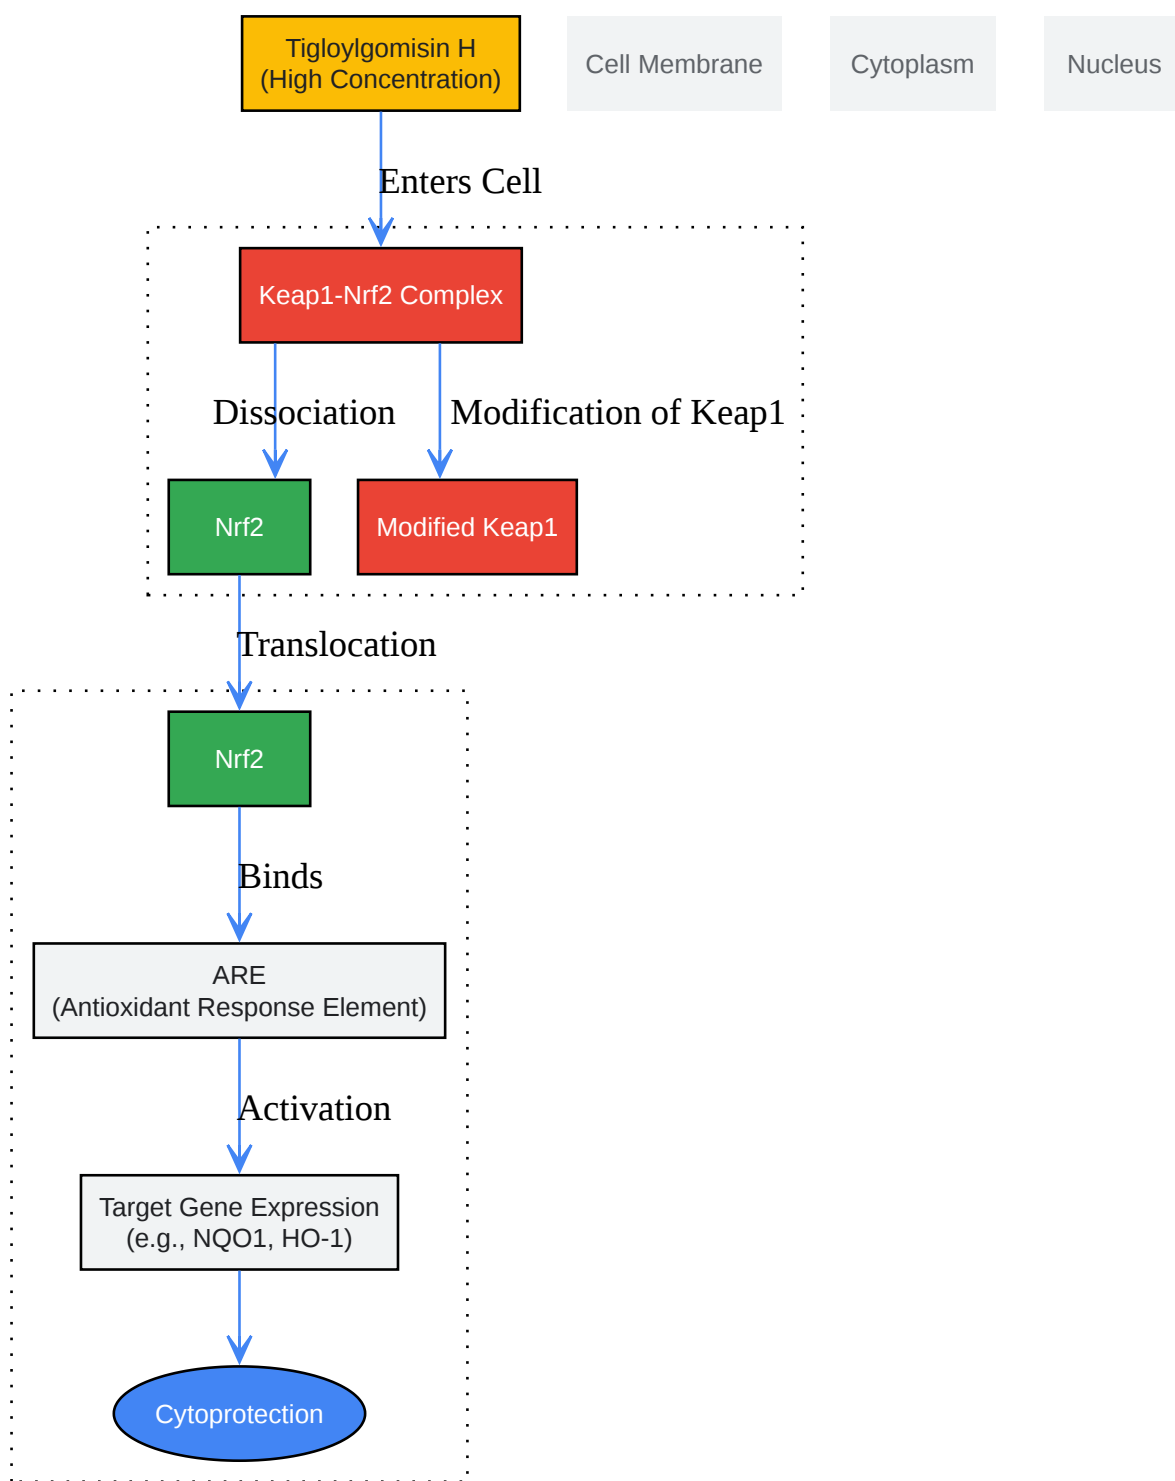 Tigloylgomisin H
(High Concentration)
Cell Membrane
Cytoplasm
Nucleus
Enters Cell
Keap1-Nrf2 Complex
Dissociation
Modification of Keap1
Nrf2
Modified Keap1
Translocation
Nrf2
Binds
ARE
(Antioxidant Response Element)
Activation
Target Gene Expression
(e.g., NQO1, HO-1)
Cytoprotection